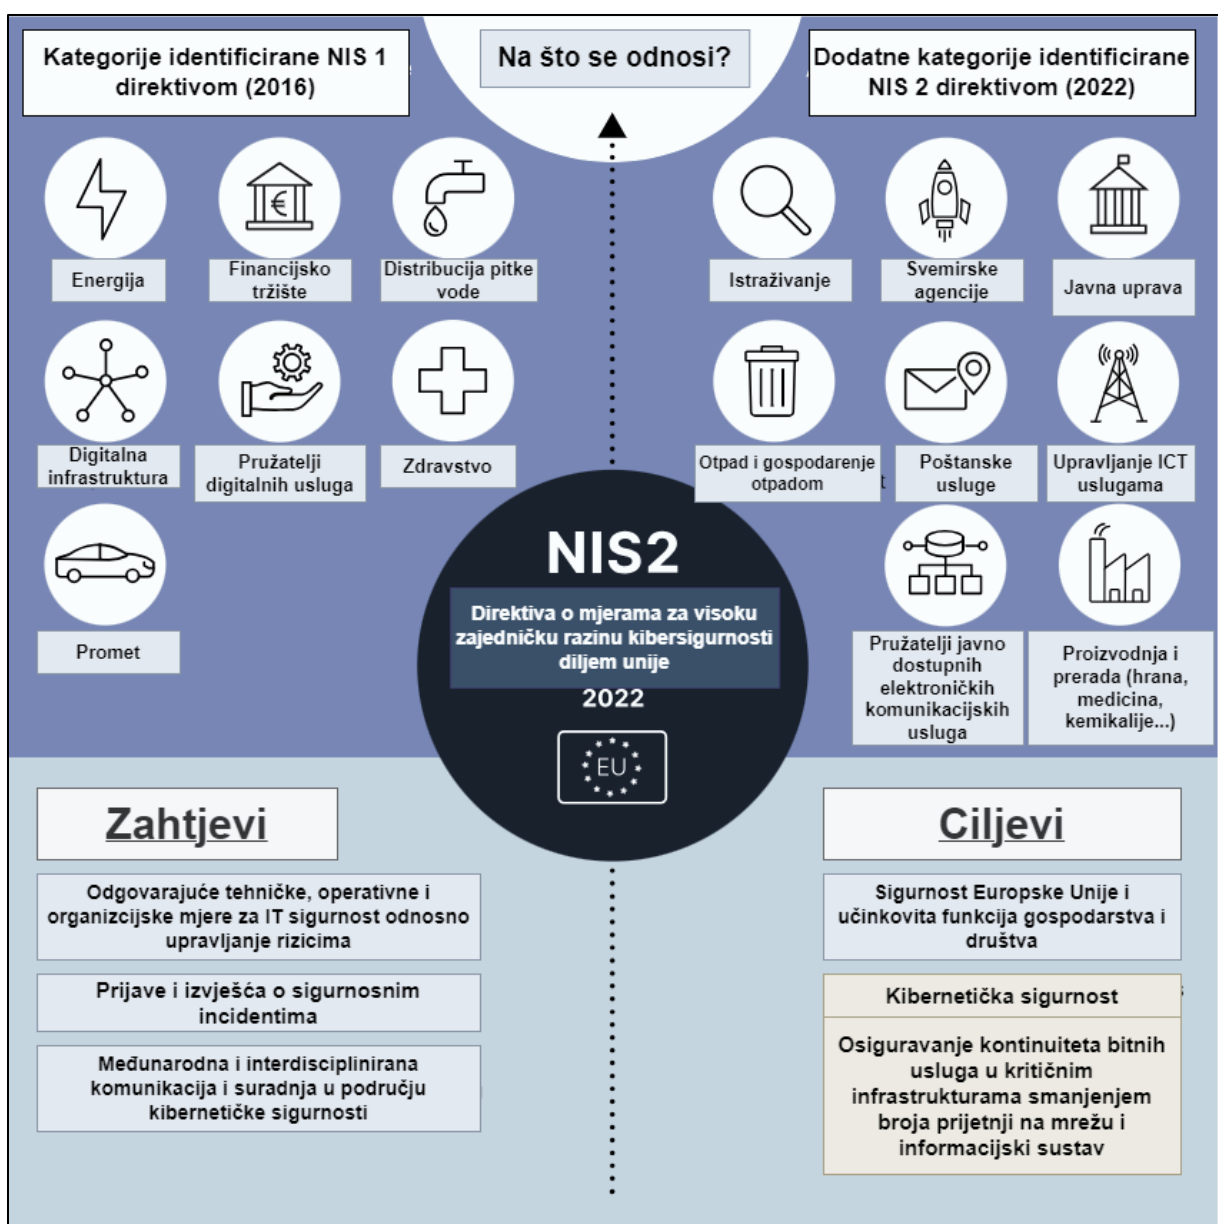 Kategorije identificirane NIS 1
direktivom (2016)
Na što se odnosi?
Dodatne kategorije identificirane
NIS 2 direktivom (2022)
Energija
Financijsko
tržište
Distribucija pitke
vode
Istraživanje
Svemirske
agencije
Javna uprava
Digitalna
infrastruktura
Pružatelji
digitalnih usluga
Zdravstvo
Otpad i gospodarenje
otpadom
Poštanske
usluge
Upravljanje ICT
uslugama
Promet
Pružatelji javno
dostupnih
elektroničkih
komunikacijskih
usluga
Proizvodnja i
prerada (hrana,
medicina,
kemikalije...)
NIS2
Direktiva o mjerama za visoku
zajedničku razinu kibersigurnosti
diljem unije
2022
EU
Zahtjevi
Odgovarajuće tehničke, operativne i
organizcijske mjere za IT sigurnost odnosno
upravljanje rizicima
Prijave i izvješća o sigurnosnim
incidentima
Međunarodna i interdisciplinirana
komunikacija i suradnja u području
kibernetičke sigurnosti
Ciljevi
Sigurnost Europske Unije i
učinkovita funkcija gospodarstva i
društva
Kibernetička sigurnost
Osiguravanje kontinuiteta bitnih
usluga u kritičnim
infrastrukturama smanjenjem
broja prijetnji na mrežu i
informacijski sustav